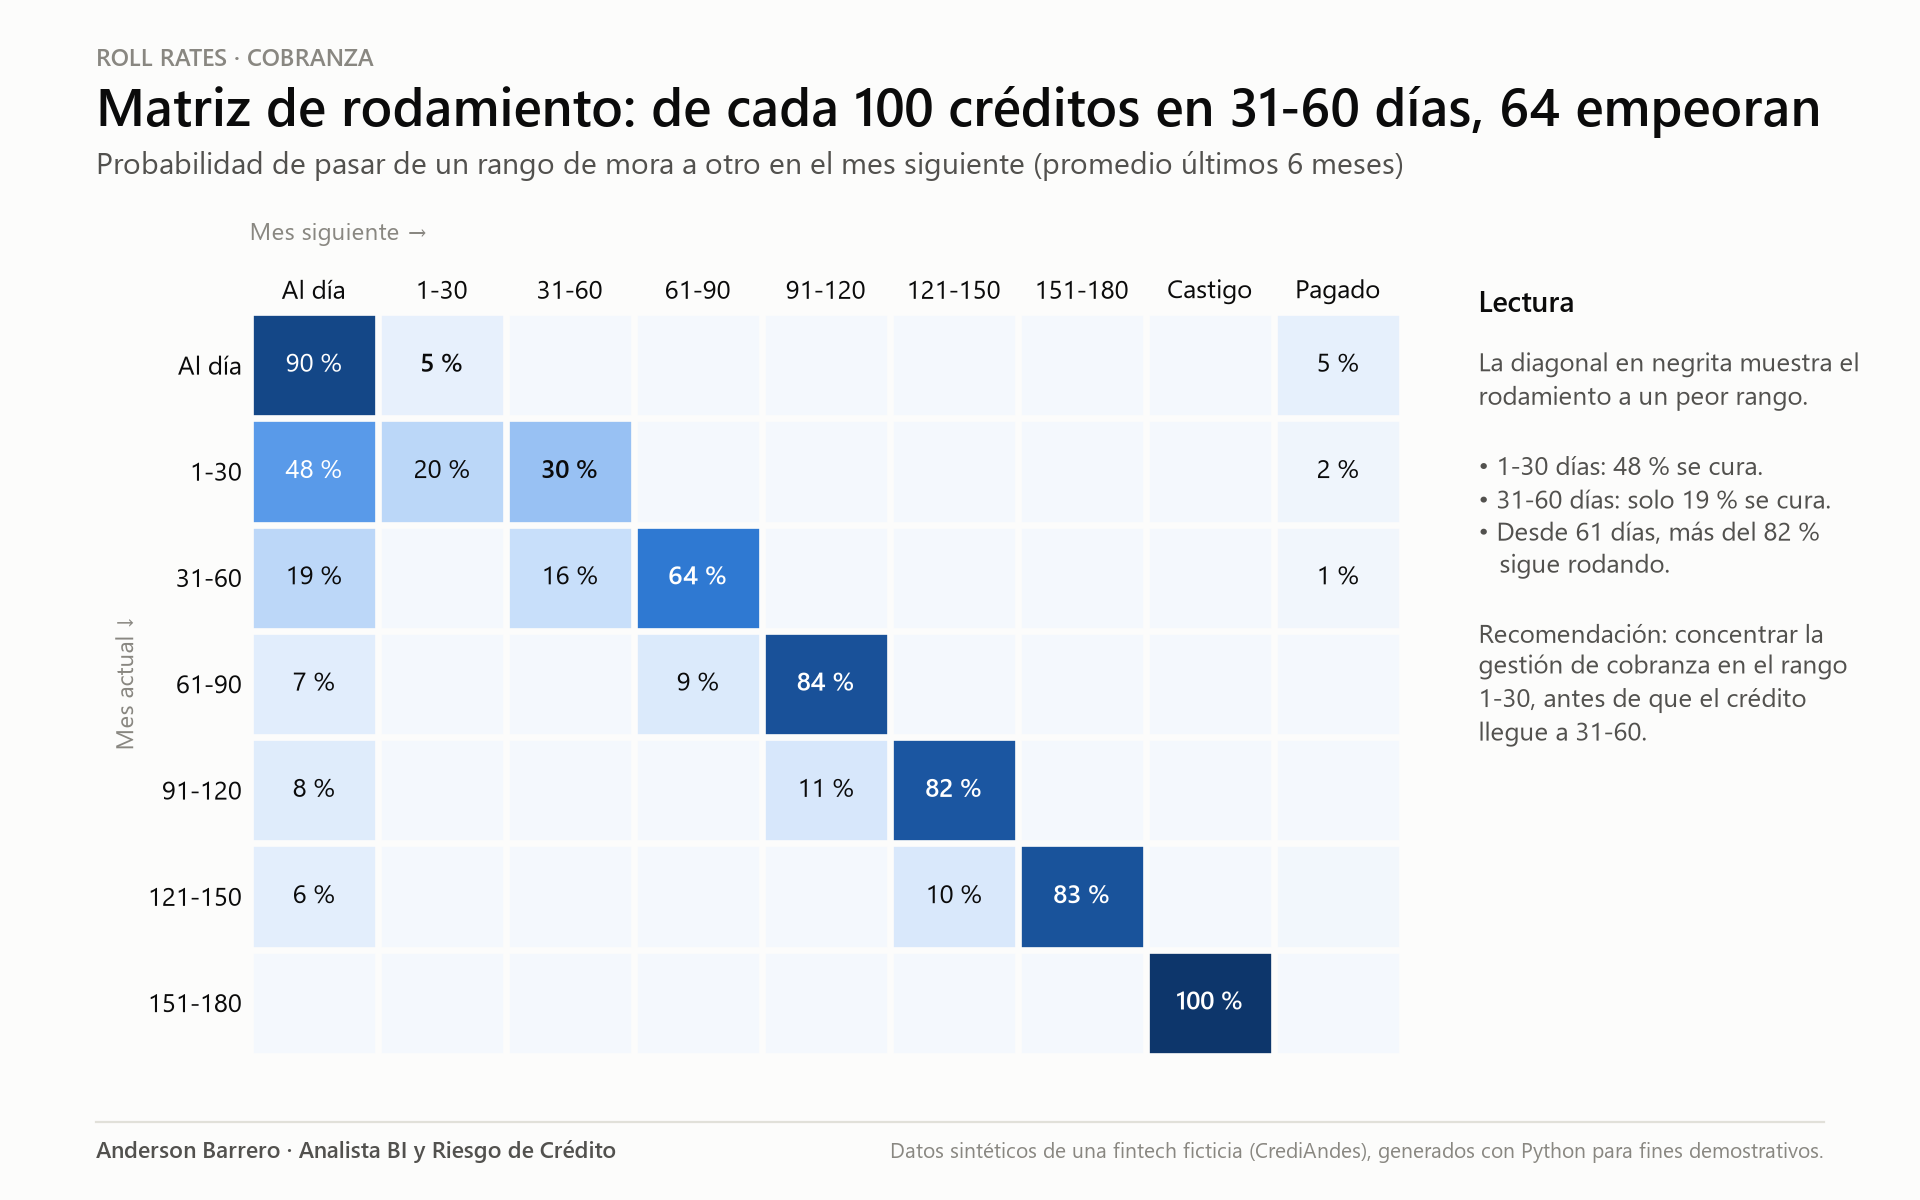 ROLL RATES · COBRANZA
Matriz de rodamiento: de cada 100 créditos en 31-60 días, 64 empeoran
Probabilidad de pasar de un rango de mora a otro en el mes siguiente (promedio últimos 6 meses)
Mes siguiente →
Al día 1-30 31-60 61-90 91-120 121-150 151-180 Castigo Pagado
Al día 90 % 5 % 5 %
1-30 48 % 20 % 30 % 2 %
31-60 19 % 16 % 64 % 1 %
61-90 7 % 9 % 84 %
91-120 8 % 11 % 82 %
121-150 6 % 10 % 83 %
151-180 100 %
Mes actual ↓
Lectura
La diagonal en negrita muestra el
rodamiento a un peor rango.
• 1-30 días: 48 % se cura.
• 31-60 días: solo 19 % se cura.
• Desde 61 días, más del 82 %
sigue rodando.
Recomendación: concentrar la
gestión de cobranza en el rango
1-30, antes de que el crédito
llegue a 31-60.
Anderson Barrero · Analista BI y Riesgo de Crédito
Datos sintéticos de una fintech ficticia (CrediAndes), generados con Python para fines demostrativos.